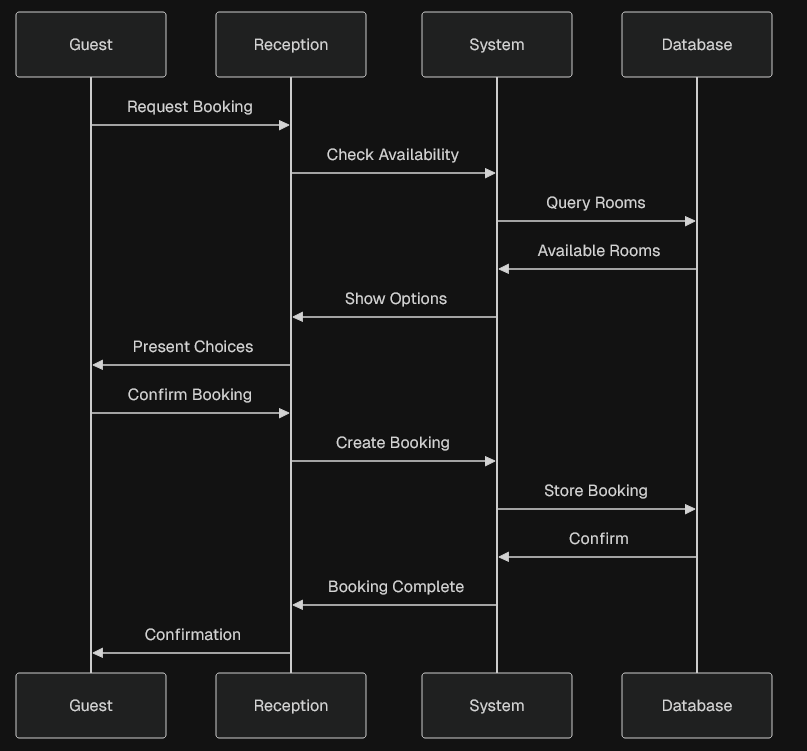 Guest
Reception
System
Database
Request Booking
Check Availability
Query Rooms
Available Rooms
Show Options
Present Choices
Confirm Booking
Create Booking
Store Booking
Confirm
Booking Complete
Confirmation
Guest
Reception
System
Database